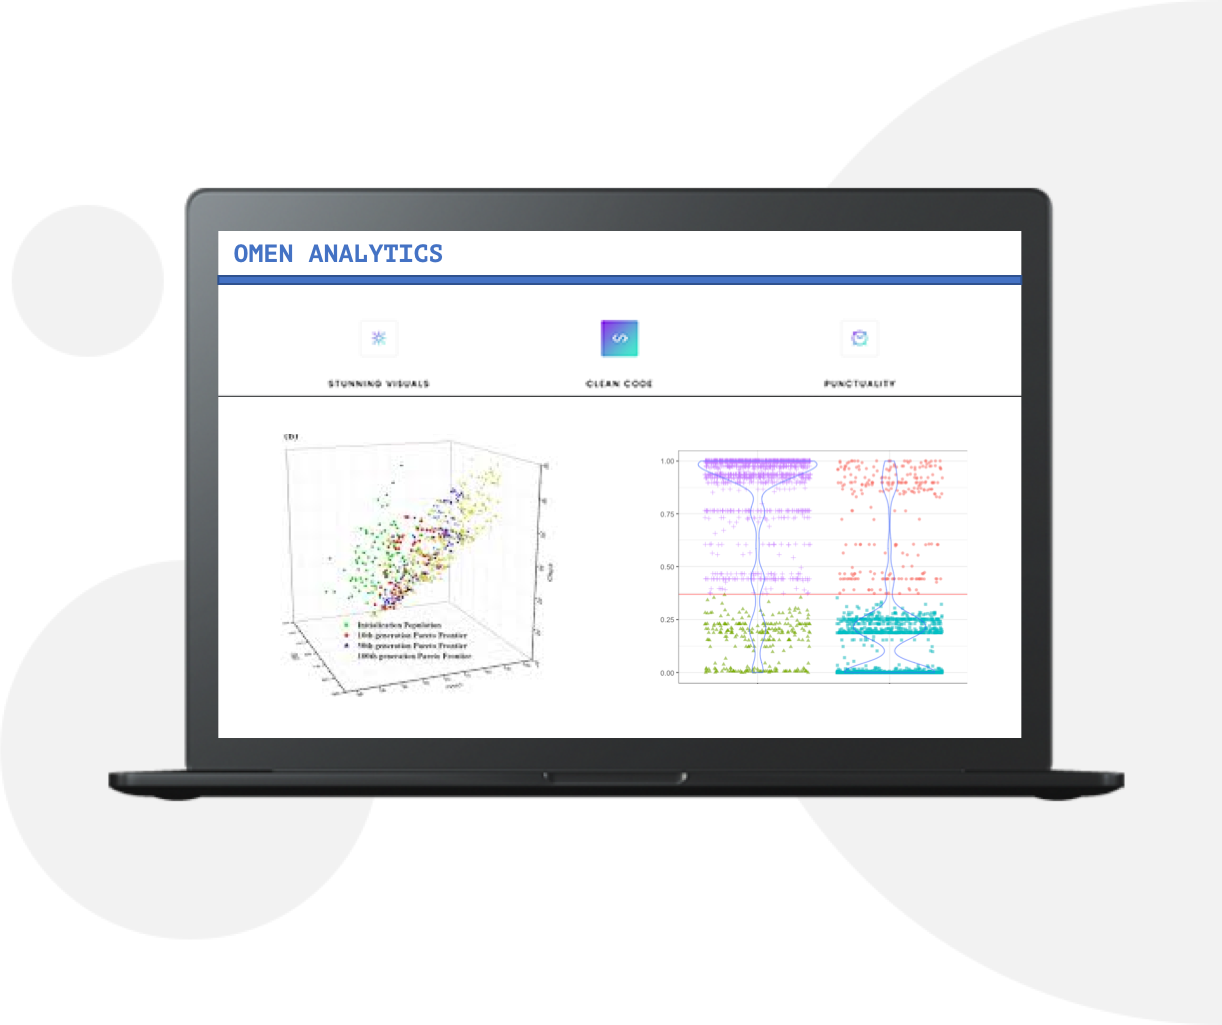 OMEN ANALYTICS
STUNNING VISUALS
CLEAN CODE
PUNCTUALITY
Initialization Population
10th generation Pareto Frontier
50th generation Pareto Frontier
100th generation Pareto Frontier
1.00
0.75
0.50
0.25
0.00